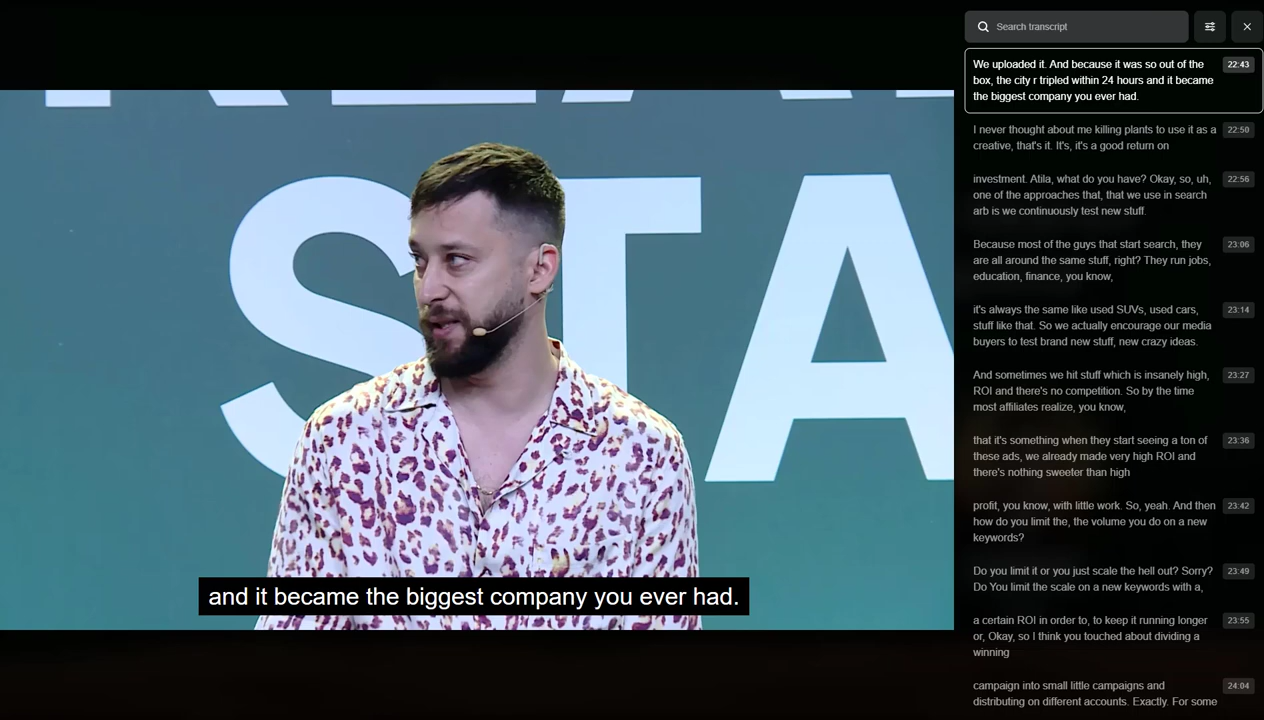 STA
and it became the biggest company you ever had.
Search transcript
We uploaded it. And because it was so out of the
22:43
box, the city r tripled within 24 hours and it became
the biggest company you ever had.
I never thought about me killing plants to use it as a
22:50
creative, that's it. It's, it's a good return on
investment. Atila, what do you have? Okay, so, uh,
22:56
one of the approaches that, that we use in search
arb is we continuously test new stuff.
Because most of the guys that start search, they
23:06
are all around the same stuff, right? They run jobs,
education, finance, you know,
it's always the same like used SUVs, used cars,
23:14
stuff like that. So we actually encourage our media
buyers to test brand new stuff, new crazy ideas.
And sometimes we hit stuff which is insanely high,
23:27
ROI and there's no competition. So by the time
most affiliates realize, you know,
that it's something when they start seeing a ton of
23:36
these ads, we already made very high ROI and
there's nothing sweeter than high
profit, you know, with little work. So, yeah. And then
23:42
how do you limit the, the volume you do on a new
keywords?
Do you limit it or you just scale the hell out? Sorry?
23:49
Do You limit the scale on a new keywords with a,
a certain ROI in order to, to keep it running longer
23:55
or, Okay, so I think you touched about dividing a
winning
campaign into small little campaigns and
24:04
distributing on different accounts. Exactly. For some